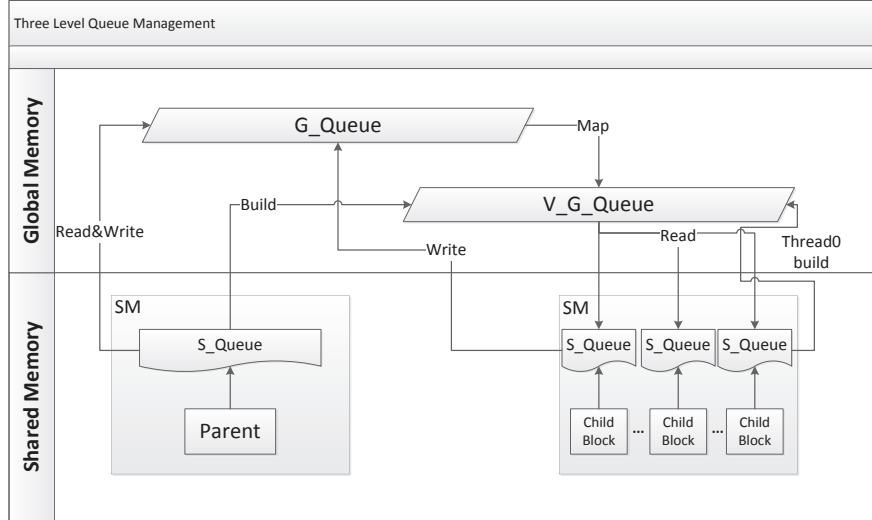 Three Level Queue Management
Global Memory
G_Queue
Map
V_G_Queue
Build
Read&Write
Write
Read
Thread0
build
Shared Memory
SM
S_Queue
Parent
SM
S_Queue
S_Queue
S_Queue
Child
Block
...
Child
Block
...
Child
Block